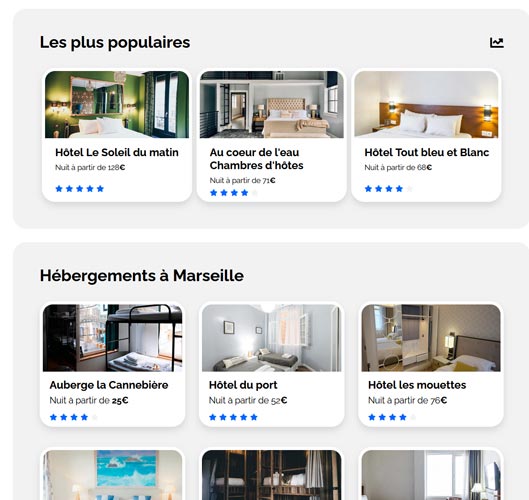 Les plus populaires
Hôtel Le Soleil du matin
Nuit à partir de 128€
Au coeur de l'eau
Chambres d'hôtes
Nuit à partir de 71€
Hôtel Tout bleu et Blanc
Nuit à partir de 68€
Hébergements à Marseille
Auberge la Cannebière
Nuit à partir de 25€
Hôtel du port
Nuit à partir de 52€
Hôtel les mouettes
Nuit à partir de 76€